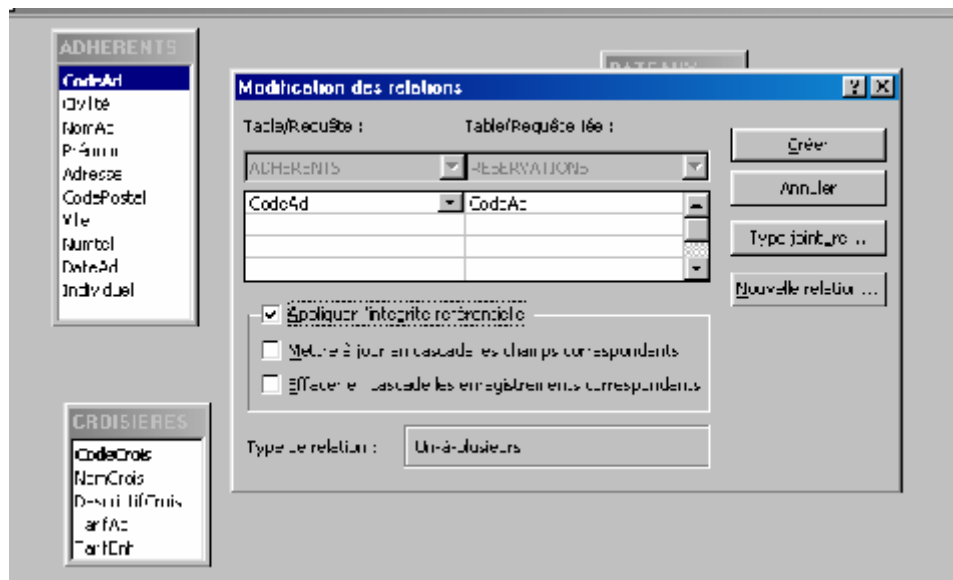 ADHERENTS
CodeAd
Civilité
NomAd
Prénom
Adresse
CodePostal
Ville
Numtel
DateAd
Individuel
BATEAUX
Modification des relations
Table/Requête :
Table/Requête liée :
ADHERENTS
RESERVATIONS
CodeAd
CodeAd
Créer
Annuler
Type jointure ...
Nouvelle relation ...
Appliquer l'intégrité référentielle
Mettre à jour en cascade les champs correspondants
Effacer en cascade les enregistrements correspondants
Type de relation :
Un-à-plusieurs
CROISIERES
CodeCrois
NomCrois
DescriptifCrois
TarifAd
TarifEnf